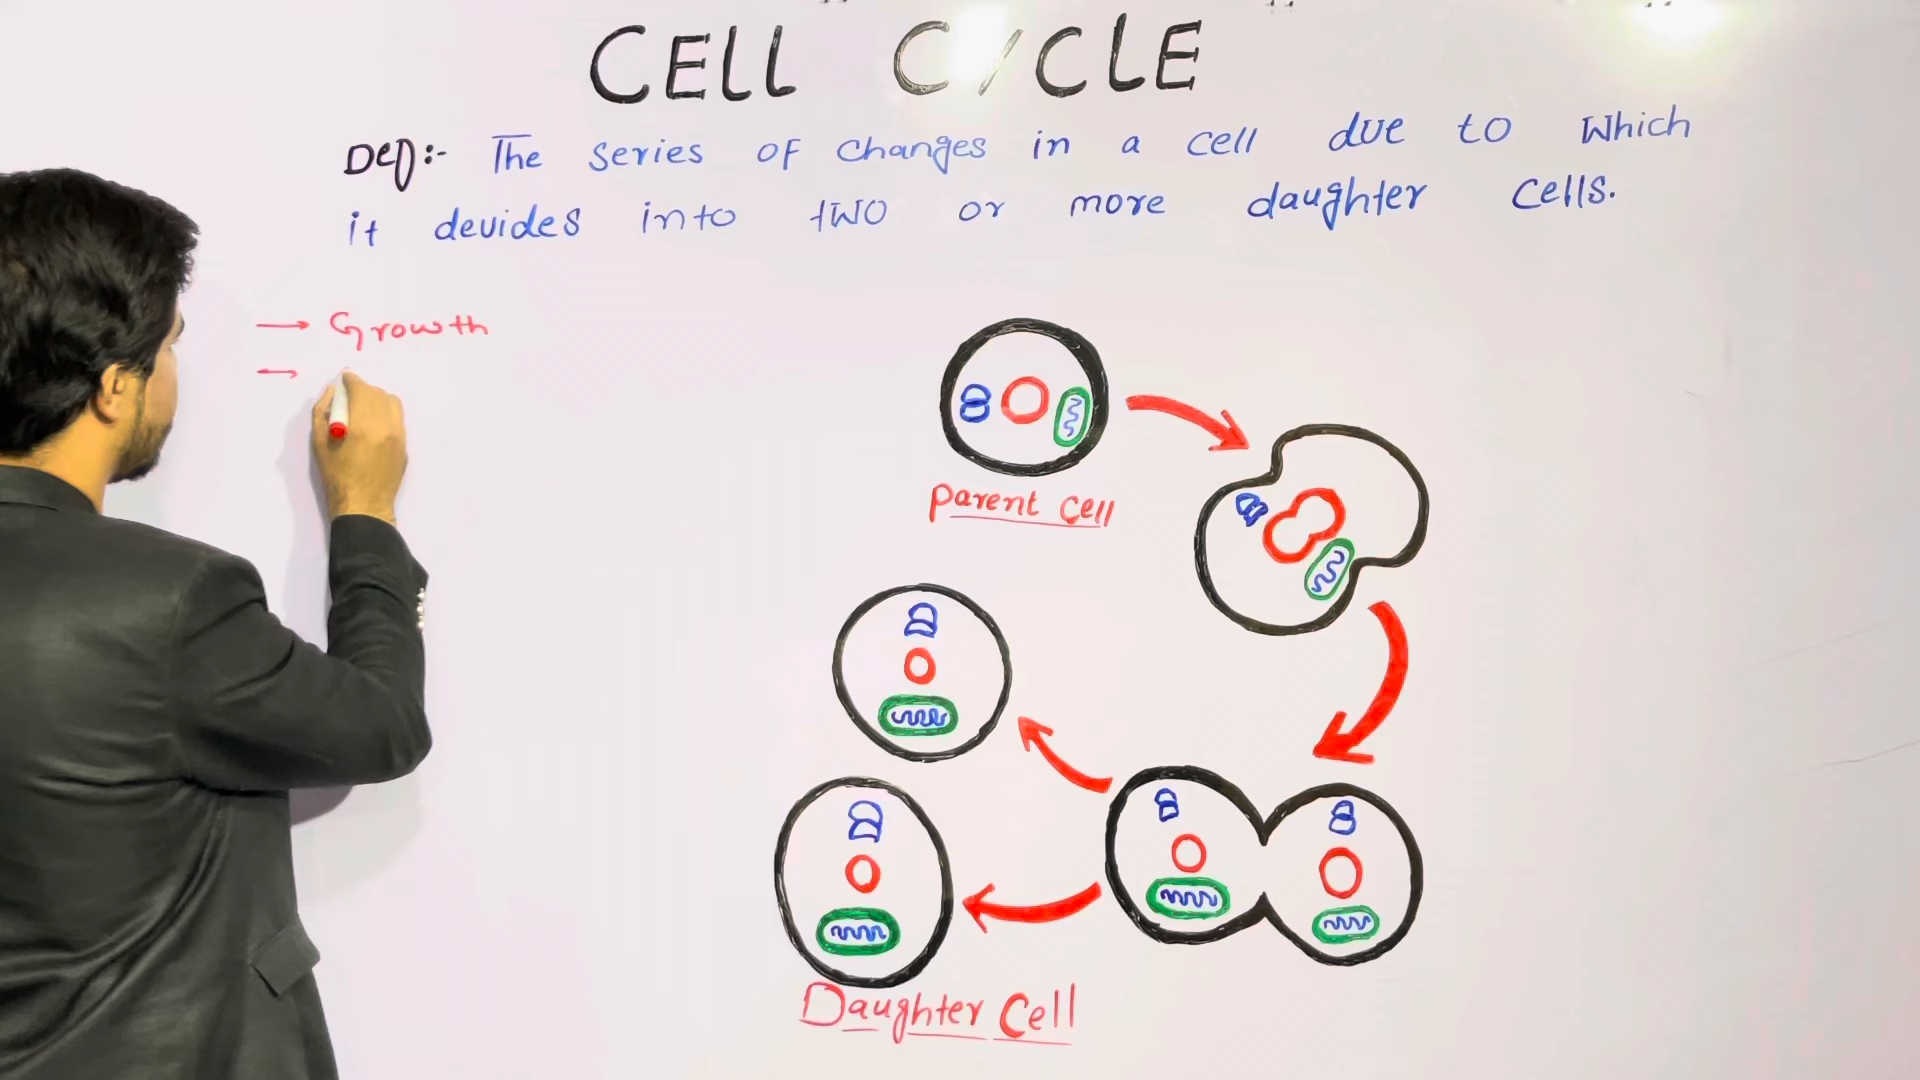 CELL CYCLE
Def:- The series of changes in a cell due to which
it devides into two or more daughter cells.
→ Growth
→
Parent cell
Daughter Cell